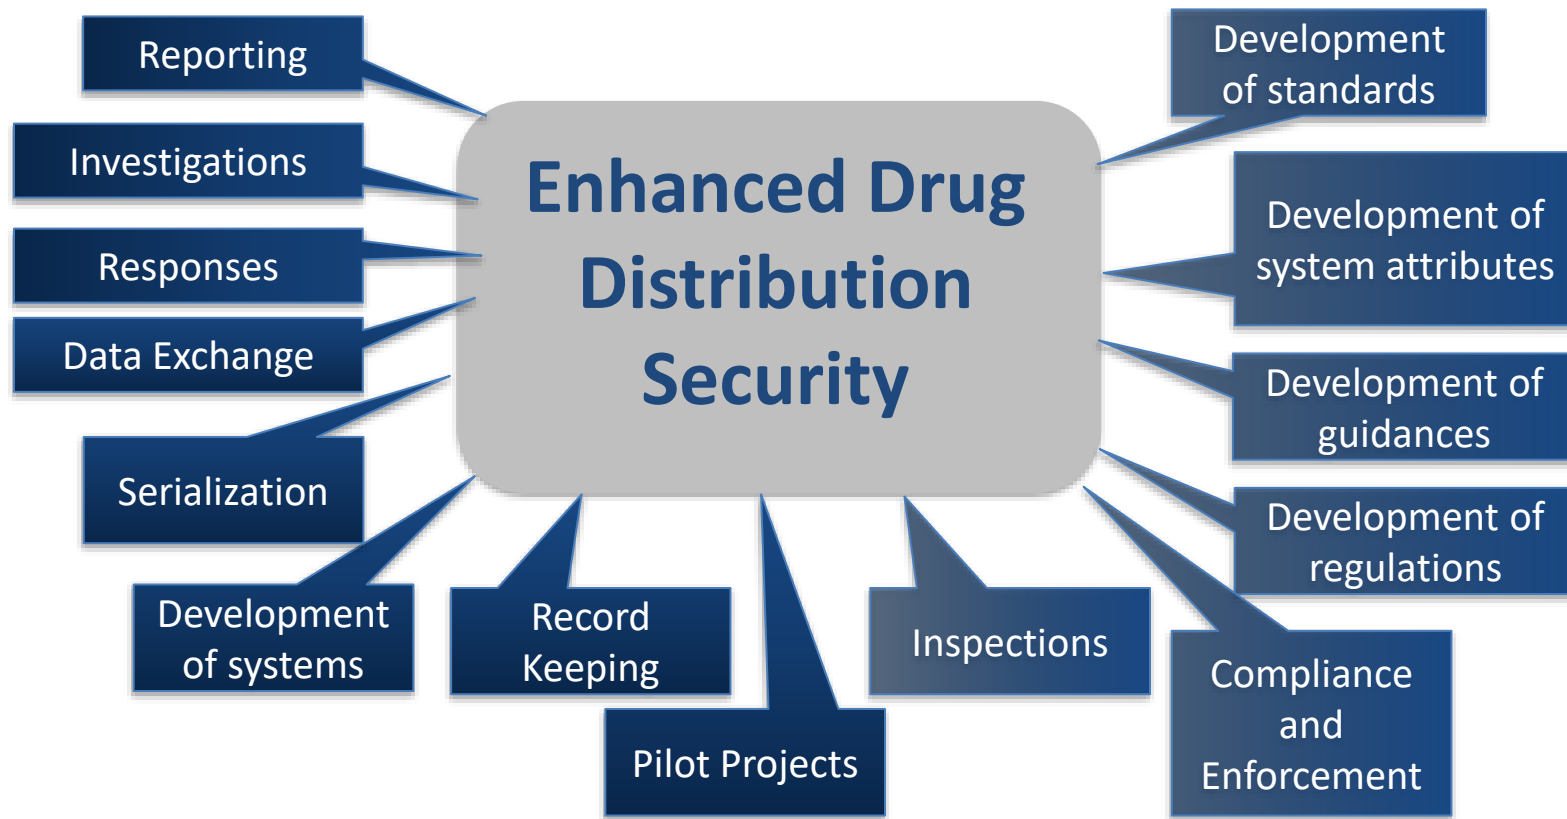 Reporting
Investigations
Responses
Data Exchange
Serialization
Development
of systems
Record
Keeping
Pilot Projects
Enhanced Drug
Distribution
Security
Inspections
Compliance
and
Enforcement
Development
of standards
Development of
system attributes
Development of
guidances
Development of
regulations